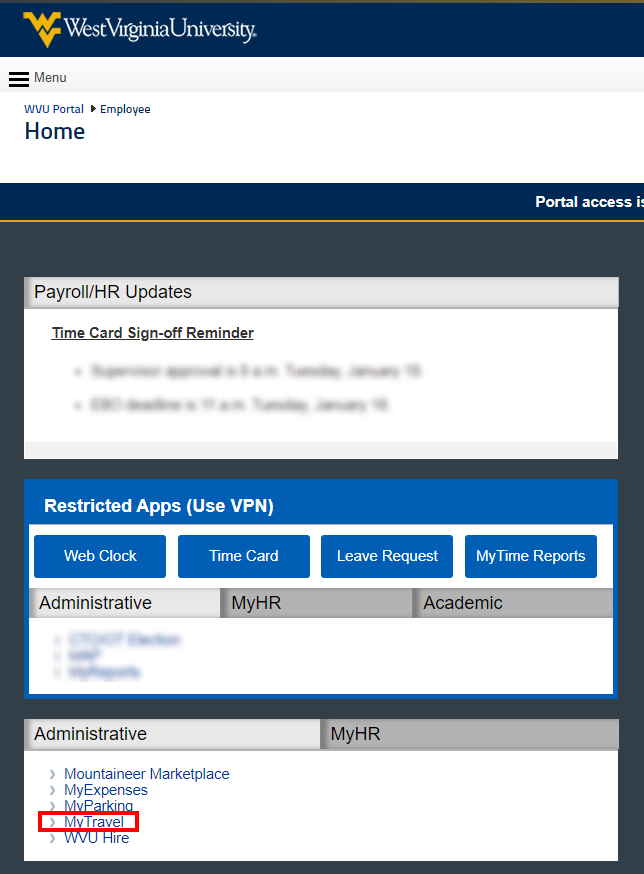 West Virginia University.
Menu
WVU Portal Employee
Home
Portal access is
Payroll/HR Updates
Time Card Sign-off Reminder
Supervisor approval is 9 a.m. Tuesday, January 18.
EBO deadline is 11 a.m. Tuesday, January 18.
Restricted Apps (Use VPN)
Web Clock Time Card Leave Request MyTime Reports
Administrative MyHR Academic
CTO/OT Election
MAP
MyReports
Administrative MyHR
Mountaineer Marketplace
MyExpenses
MyParking
MyTravel
WVU Hire